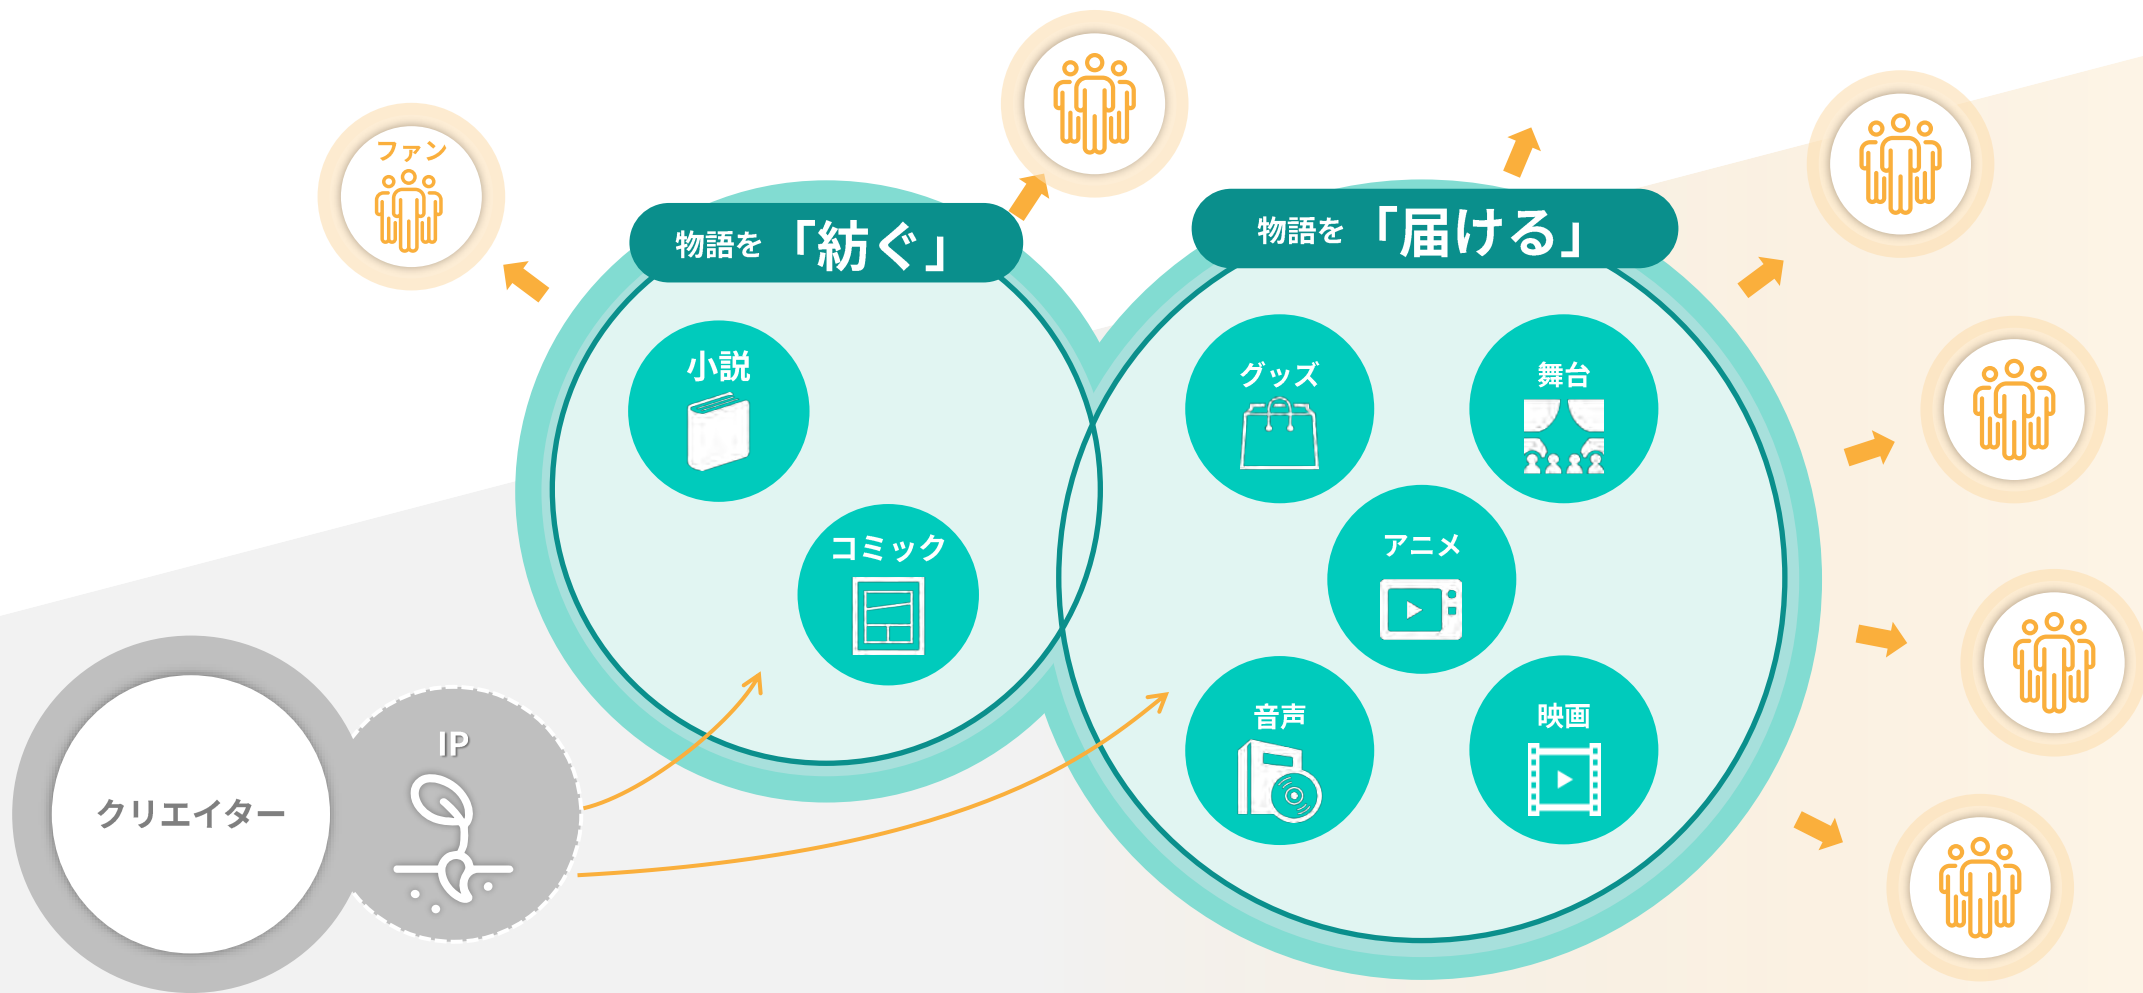 ファン
物語を「紡ぐ」
物語を「届ける」
小説
コミック
グッズ
舞台
アニメ
音声
映画
IP
クリエイター